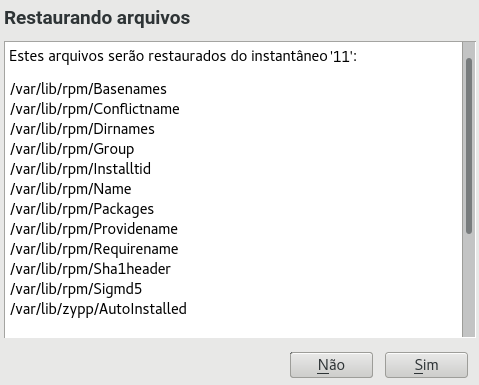 Restaurando arquivos
Estes arquivos serão restaurados do instantâneo '11':
/var/lib/rpm/Basenames
/var/lib/rpm/Conflictname
/var/lib/rpm/Dirnames
/var/lib/rpm/Group
/var/lib/rpm/Installtid
/var/lib/rpm/Name
/var/lib/rpm/Packages
/var/lib/rpm/Providename
/var/lib/rpm/Requirename
/var/lib/rpm/Sha1header
/var/lib/rpm/Sigmd5
/var/lib/zypp/AutoInstalled
Não
Sim